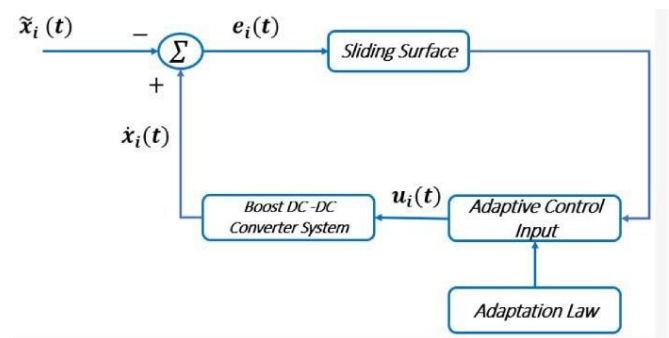 x̃ᵢ (t)
−
eᵢ(t)
Σ
Sliding Surface
+
ẋᵢ(t)
Boost DC -DC
Converter System
uᵢ(t)
Adaptive Control
Input
Adaptation Law